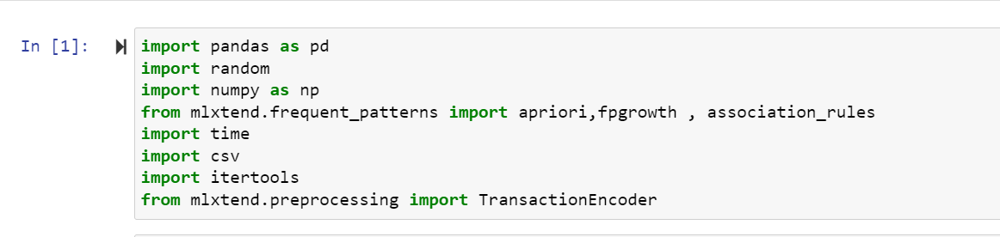 In [1]:
import pandas as pd
import random
import numpy as np
from mlxtend.frequent_patterns import apriori,fpgrowth , association_rules
import time
import csv
import itertools
from mlxtend.preprocessing import TransactionEncoder